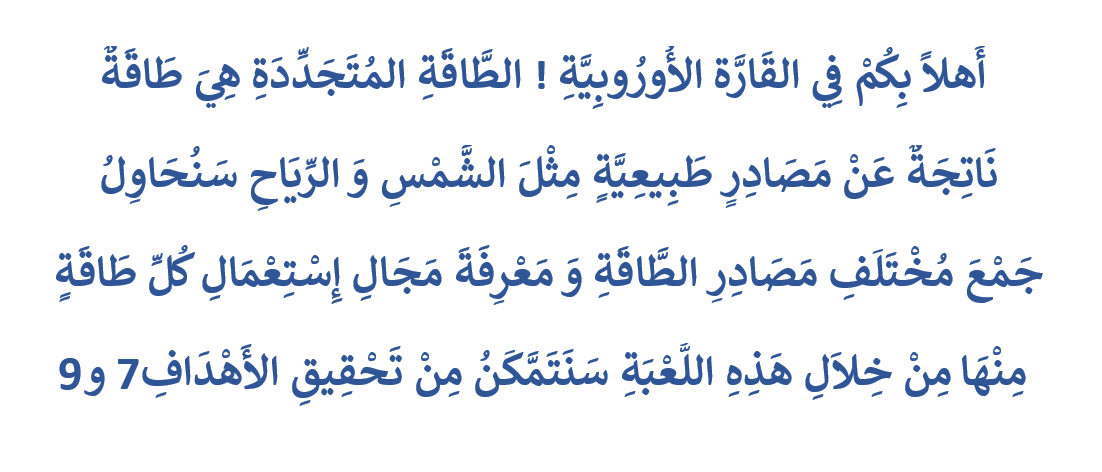 أَهلاً بِكُمْ فِي القَارَّة الأُورُوبِيَّةِ ! الطَّاقَةِ المُتَجَدِّدَةِ هِيَ طَاقَةٌ
نَاتِجَةٌ عَنْ مَصَادِرٍ طَبِيعِيَّةٍ مِثْلَ الشَّمْسِ وَ الرِّيَاحِ سَنُحَاوِلُ
جَمْعَ مُخْتَلَفِ مَصَادِرِ الطَّاقَةِ وَ مَعْرِفَةَ مَجَالِ إِسْتِعْمَالِ كُلِّ طَاقَةٍ
مِنْهَا مِنْ خِلاَلِ هَذِهِ اللَّعْبَةِ سَنَتَمَّكَنُ مِنْ تَحْقِيقِ الأَهْدَافِ7 و9